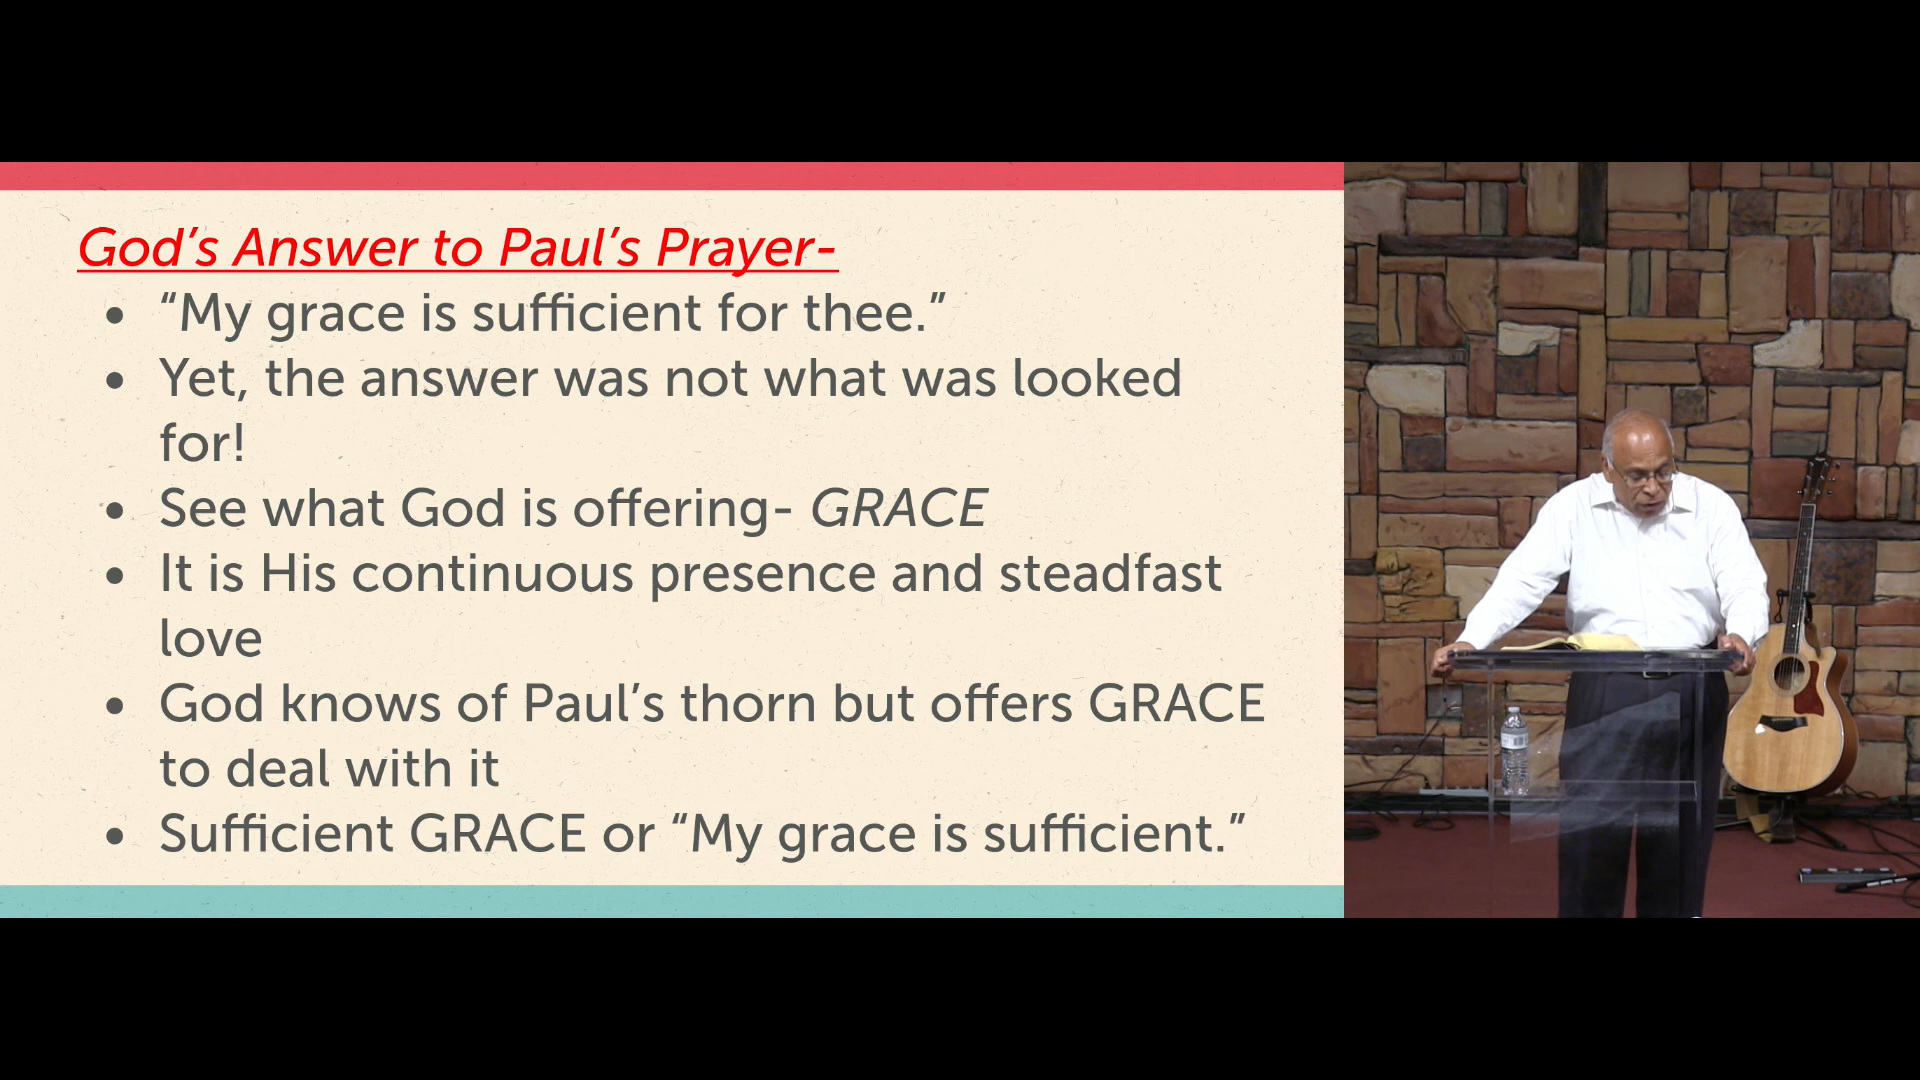 God’s Answer to Paul’s Prayer-
• “My grace is sufficient for thee.”
• Yet, the answer was not what was looked
for!
• See what God is offering- GRACE
• It is His continuous presence and steadfast
love
• God knows of Paul’s thorn but offers GRACE
to deal with it
• Sufficient GRACE or “My grace is sufficient.”